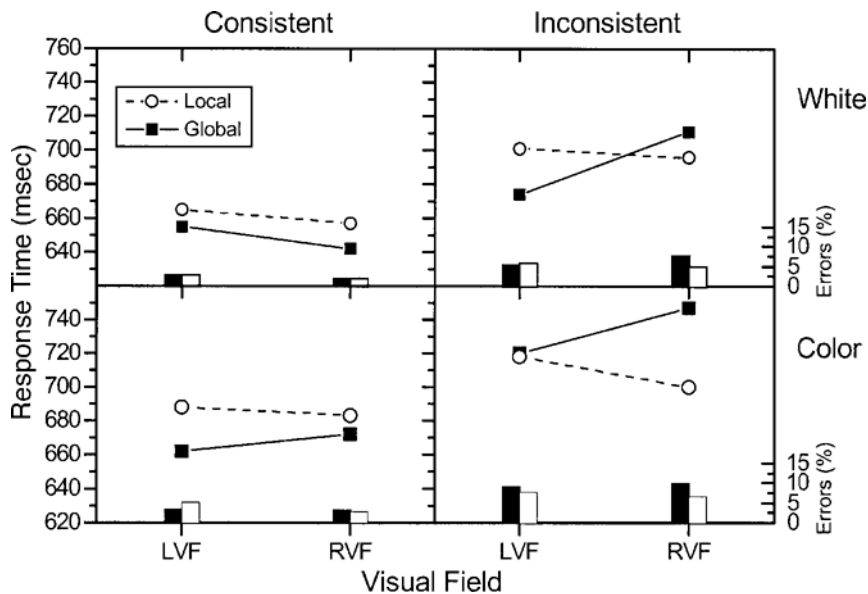 Consistent Inconsistent
760
740
720
700
680
660
640
Local
Global
White
15
10
5
0
Errors (%)
Response Time (msec)
740
720
700
680
660
640
620
Color
15
10
5
0
Errors (%)
LVF RVF LVF RVF
Visual Field